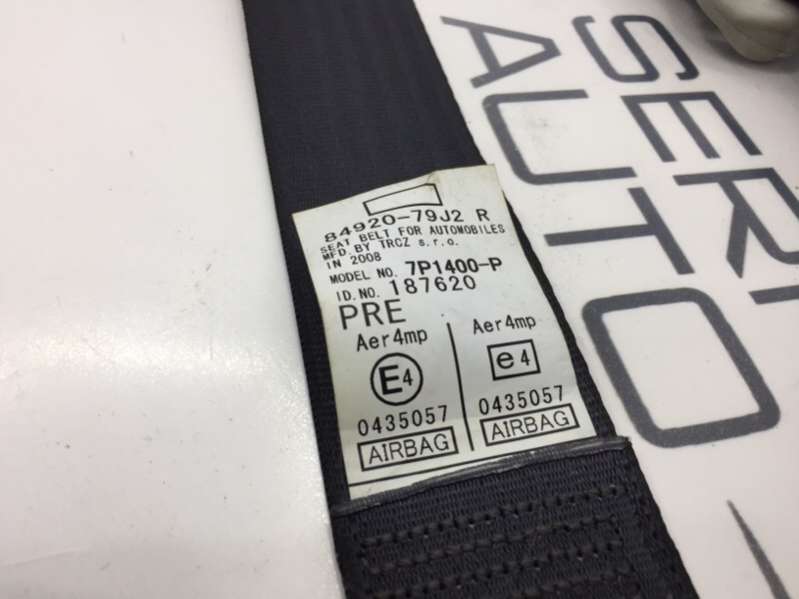 84920-79J2 R
SEAT BELT FOR AUTOMOBILES
MFD. BY TRCZ s.r.o.
IN 2008
MODEL NO. 7P1400-P
ID. NO. 187620
PRE
Aer4mp
E4
0435057
AIRBAG
Aer4mp
e4
0435057
AIRBAG
SERI
AUTO